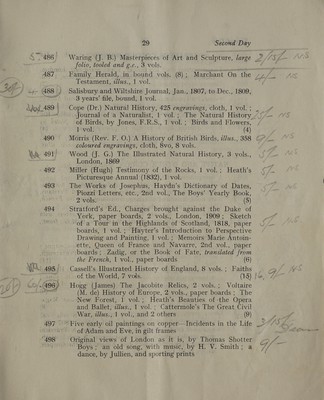 29 Second Day
486 Waring (J. B.) Masterpieces of Art and Sculpture, large
folio, tooled and g.e., 3 vols.
487 Family Herald, in bound vols. (8); Marchant On the
Testament, illus., 1 vol.
488 Salisbury and Wiltshire Journal, Jan., 1807, to Dec., 1809,
3 years' file, bound, 1 vol.
489 Cope (Dr.) Natural History, 425 engravings, cloth, 1 vol.;
Journal of a Naturalist, 1 vol.; The Natural History
of Birds, by Jones, F.R.S., 1 vol.; Birds and Flowers,
1 vol. (4)
490 Morris (Rev. F. O.) A History of British Birds, illus., 358
coloured engravings, cloth, 8vo, 8 vols.
491 Wood (J. G.) The Illustrated Natural History, 3 vols.,
London, 1869
492 Miller (Hugh) Testimony of the Rocks, 1 vol.; Heath's
Picturesque Annual (1832), 1 vol.
493 The Works of Josephus, Haydn's Dictionary of Dates,
Piozzi Letters, etc., 2nd vol., The Boys' Yearly Book,
2 vols. (5)
494 Stratford's Ed., Charges brought against the Duke of
York, paper boards, 2 vols., London, 1809; Sketch
of a Tour in the Highlands of Scotland, 1818, paper
boards, 1 vol.; Hayter's Introduction to Perspective
Drawing and Painting, 1 vol.; Memoirs Marie Antoin-
ette, Queen of France and Navarre, 2nd vol., paper
boards; Zadig, or the Book of Fate, translated from
the French, 1 vol., paper boards (6)
495 Cassell's Illustrated History of England, 8 vols.; Faiths
of the World, 7 vols. (15)
496 Hogg (James) The Jacobite Relics, 2 vols.; Voltaire
(M. de) History of Europe, 2 vols., paper boards; The
New Forest, 1 vol.; Heath's Beauties of the Opera
and Ballet, illus., 1 vol. Cattermole's The Great Civil
War, illus., 1 vol., and 2 others (9)
497 Five early oil paintings on copper—Incidents in the Life
of Adam and Eve, in gilt frames
498 Original views of London as it is, by Thomas Shotter
Boys; an old song, with music, by H. V. Smith; a
dance, by Jullien, and sporting prints